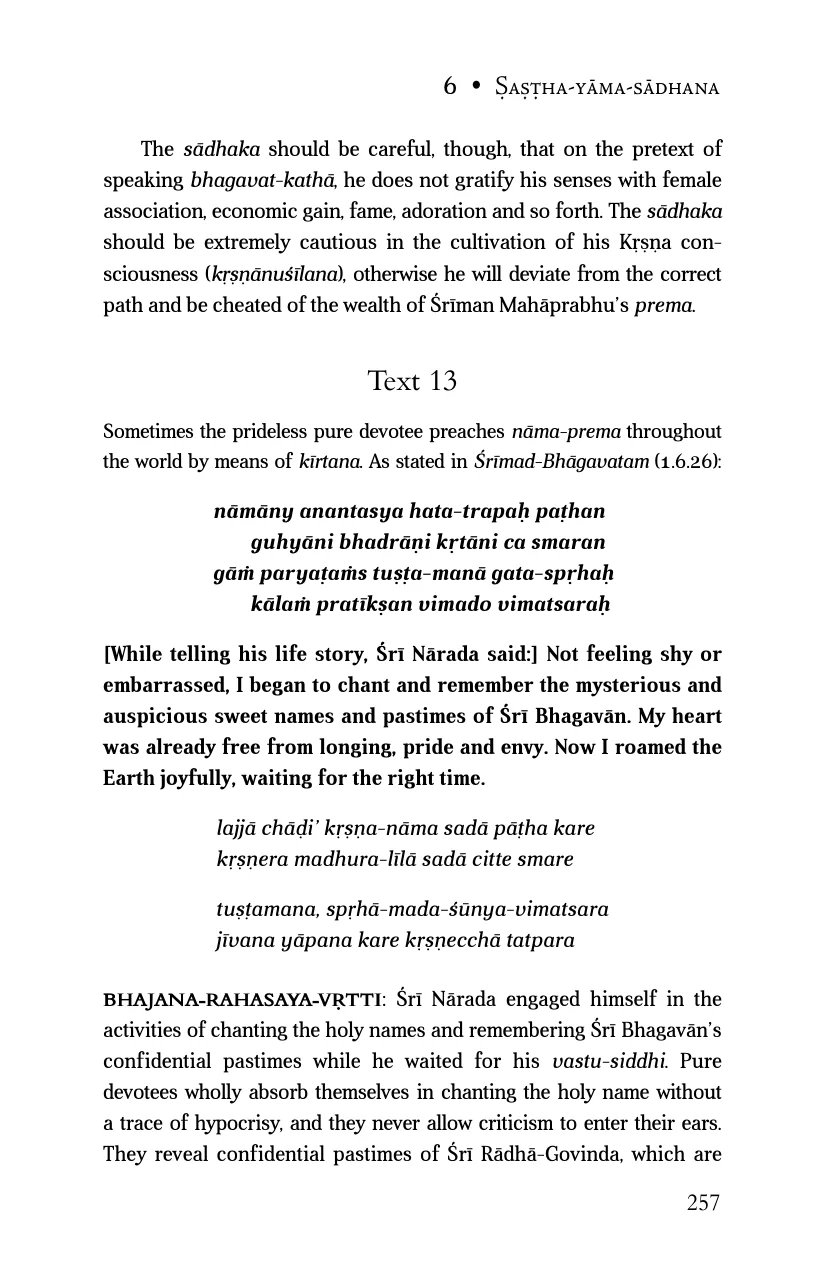 6 • Ṣaṣṭha-yāma-sādhana
The sādhaka should be careful, though, that on the pretext of
speaking bhagavat-kathā, he does not gratify his senses with female
association, economic gain, fame, adoration and so forth. The sādhaka
should be extremely cautious in the cultivation of his Kṛṣṇa con-
sciousness (kṛṣṇānuśīlana), otherwise he will deviate from the correct
path and be cheated of the wealth of Śrīman Mahāprabhu's prema.
Text 13
Sometimes the prideless pure devotee preaches nāma-prema throughout
the world by means of kīrtana. As stated in Śrīmad-Bhāgavatam (1.6.26):
nāmāny anantasya hata-trapaḥ paṭhan
guhyāni bhadrāṇi kṛtāni ca smaran
gāṁ paryaṭaṁs tuṣṭa-manā gata-spṛhaḥ
kālaṁ pratīkṣan vimado vimatsaraḥ
[While telling his life story, Śrī Nārada said:] Not feeling shy or
embarrassed, I began to chant and remember the mysterious and
auspicious sweet names and pastimes of Śrī Bhagavān. My heart
was already free from longing, pride and envy. Now I roamed the
Earth joyfully, waiting for the right time.
lajjā chāḍi' kṛṣṇa-nāma sadā pāṭha kare
kṛṣṇera madhura-līlā sadā citte smare
tuṣṭamana, spṛhā-mada-śūnya-vimatsara
jīvana yāpana kare kṛṣṇecchā tatpara
BHAJANA-RAHASAYA-VṚTTI: Śrī Nārada engaged himself in the
activities of chanting the holy names and remembering Śrī Bhagavān's
confidential pastimes while he waited for his vastu-siddhi. Pure
devotees wholly absorb themselves in chanting the holy name without
a trace of hypocrisy, and they never allow criticism to enter their ears.
They reveal confidential pastimes of Śrī Rādhā-Govinda, which are
257